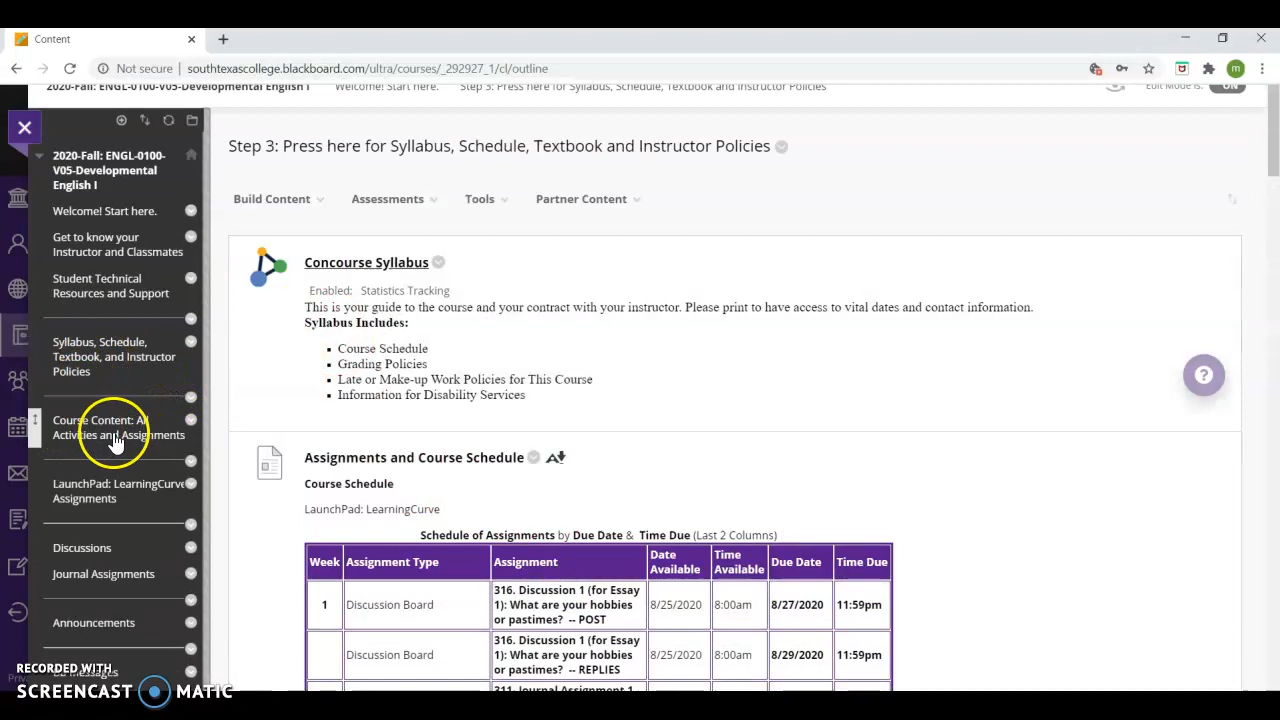 Content
Not secure
southtexascollege.blackboard.com/ultra/courses/_292927_1/cl/outline
m
2020-Fall: ENGL-0100-V05-Developmental English I
Welcome! Start here.
Step 3: Press here for Syllabus, Schedule, Textbook and Instructor Policies
Edit Mode is:
ON
2020-Fall: ENGL-0100-
V05-Developmental
English I
Welcome! Start here.
Get to know your
Instructor and Classmates
Student Technical
Resources and Support
Syllabus, Schedule,
Textbook, and Instructor
Policies
Course Content: All
Activities and Assignments
LaunchPad: LearningCurve
Assignments
Discussions
Journal Assignments
Announcements
Messages
Step 3: Press here for Syllabus, Schedule, Textbook and Instructor Policies
Build Content
Assessments
Tools
Partner Content
Concourse Syllabus
Enabled: Statistics Tracking
This is your guide to the course and your contract with your instructor. Please print to have access to vital dates and contact information.
Syllabus Includes:
Course Schedule
Grading Policies
Late or Make-up Work Policies for This Course
Information for Disability Services
?
Assignments and Course Schedule
Course Schedule
LaunchPad: LearningCurve
Schedule of Assignments by Due Date & Time Due (Last 2 Columns)
Week Assignment Type Assignment Date Available Time Available Due Date Time Due
1 Discussion Board 316. Discussion 1 (for Essay 8/25/2020 8:00am 8/27/2020 11:59pm
1): What are your hobbies
or pastimes? -- POST
Discussion Board 316. Discussion 1 (for Essay 8/25/2020 8:00am 8/29/2020 11:59pm
1): What are your hobbies
or pastimes? -- REPLIES
311. Journal Assignment 1
RECORDED WITH
SCREENCAST MATIC